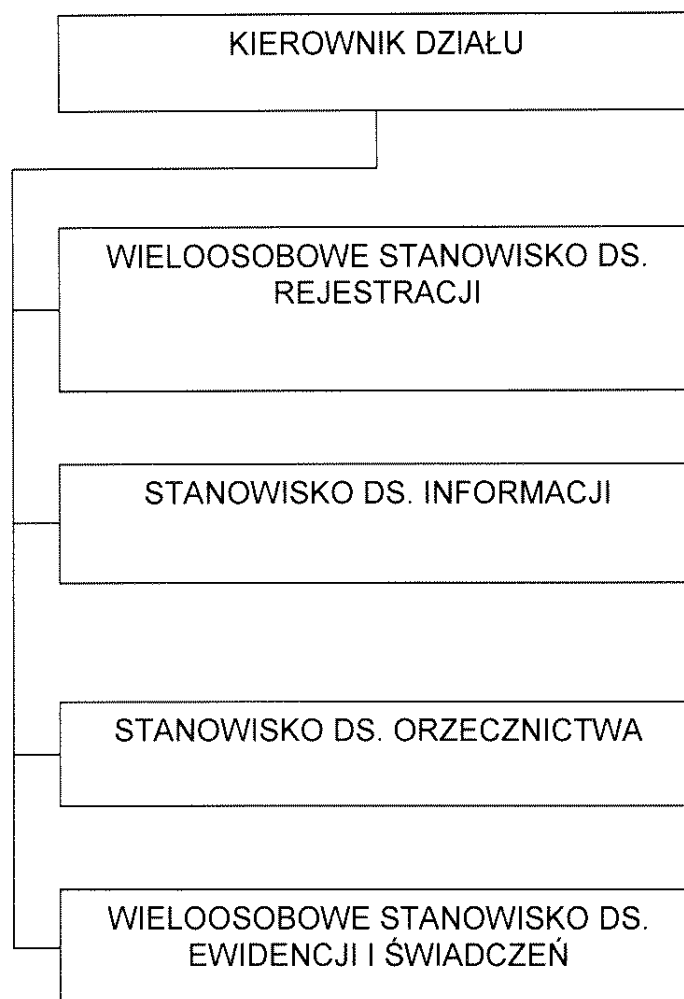 KIEROWNIK DZIAŁU
WIELOOSOBOWE STANOWISKO DS.
REJESTRACJI
STANOWISKO DS. INFORMACJI
STANOWISKO DS. ORZECZNICTWA
WIELOOSOBOWE STANOWISKO DS.
EWIDENCJI I ŚWIADCZEŃ